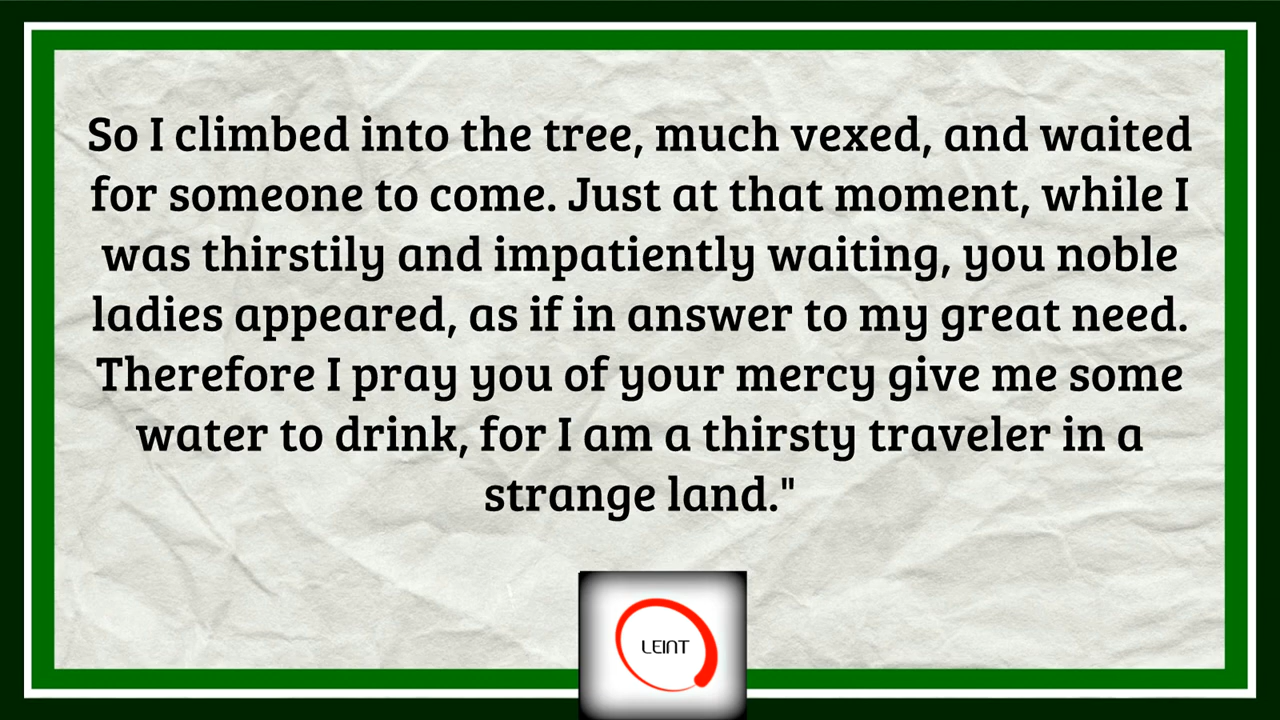 So I climbed into the tree, much vexed, and waited
for someone to come. Just at that moment, while I
was thirstily and impatiently waiting, you noble
ladies appeared, as if in answer to my great need.
Therefore I pray you of your mercy give me some
water to drink, for I am a thirsty traveler in a
strange land."
LEINT